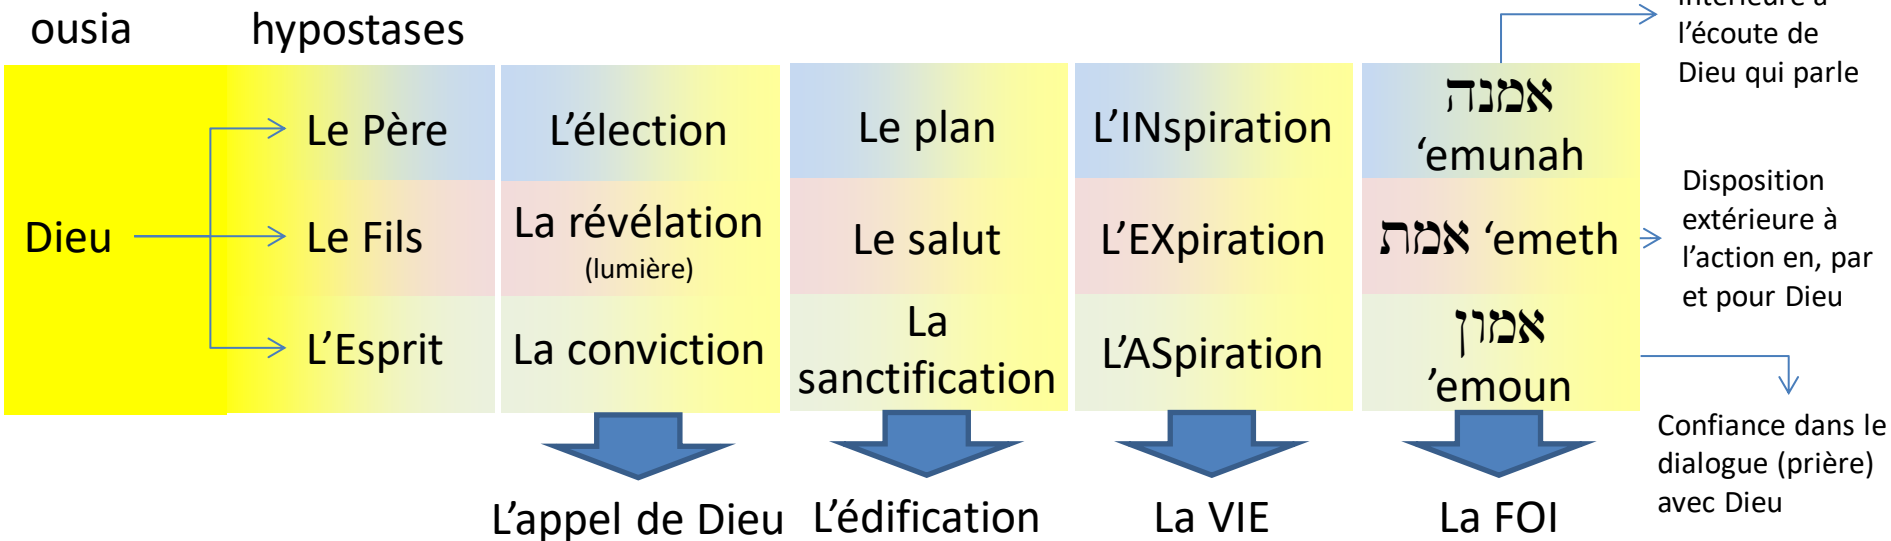 ousia
hypostases
intérieure à
l’écoute de
Dieu qui parle
Dieu
Le Père
L’élection
Le plan
L’INspiration
אמנה
‘emunah
Le Fils
La révélation
(lumière)
Le salut
L’EXpiration
אמת ‘emeth
Disposition
extérieure à
l’action en, par
et pour Dieu
L’Esprit
La conviction
La
sanctification
L’ASpiration
אמון
’emoun
Confiance dans le
dialogue (prière)
avec Dieu
L’appel de Dieu
L’édification
La VIE
La FOI